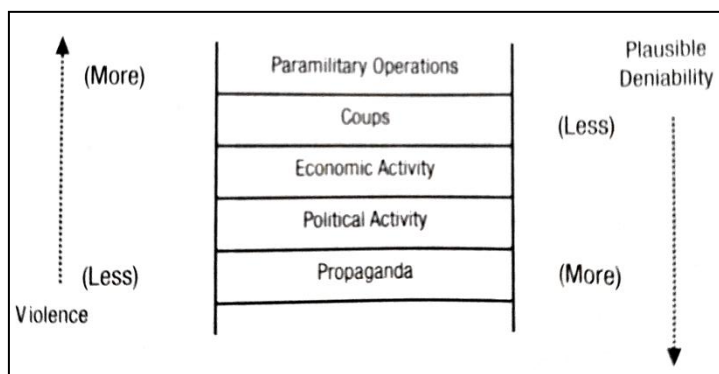 (More)
Paramilitary Operations
Plausible
Deniability
Coups
(Less)
Economic Activity
Political Activity
(Less)
Propaganda
(More)
Violence